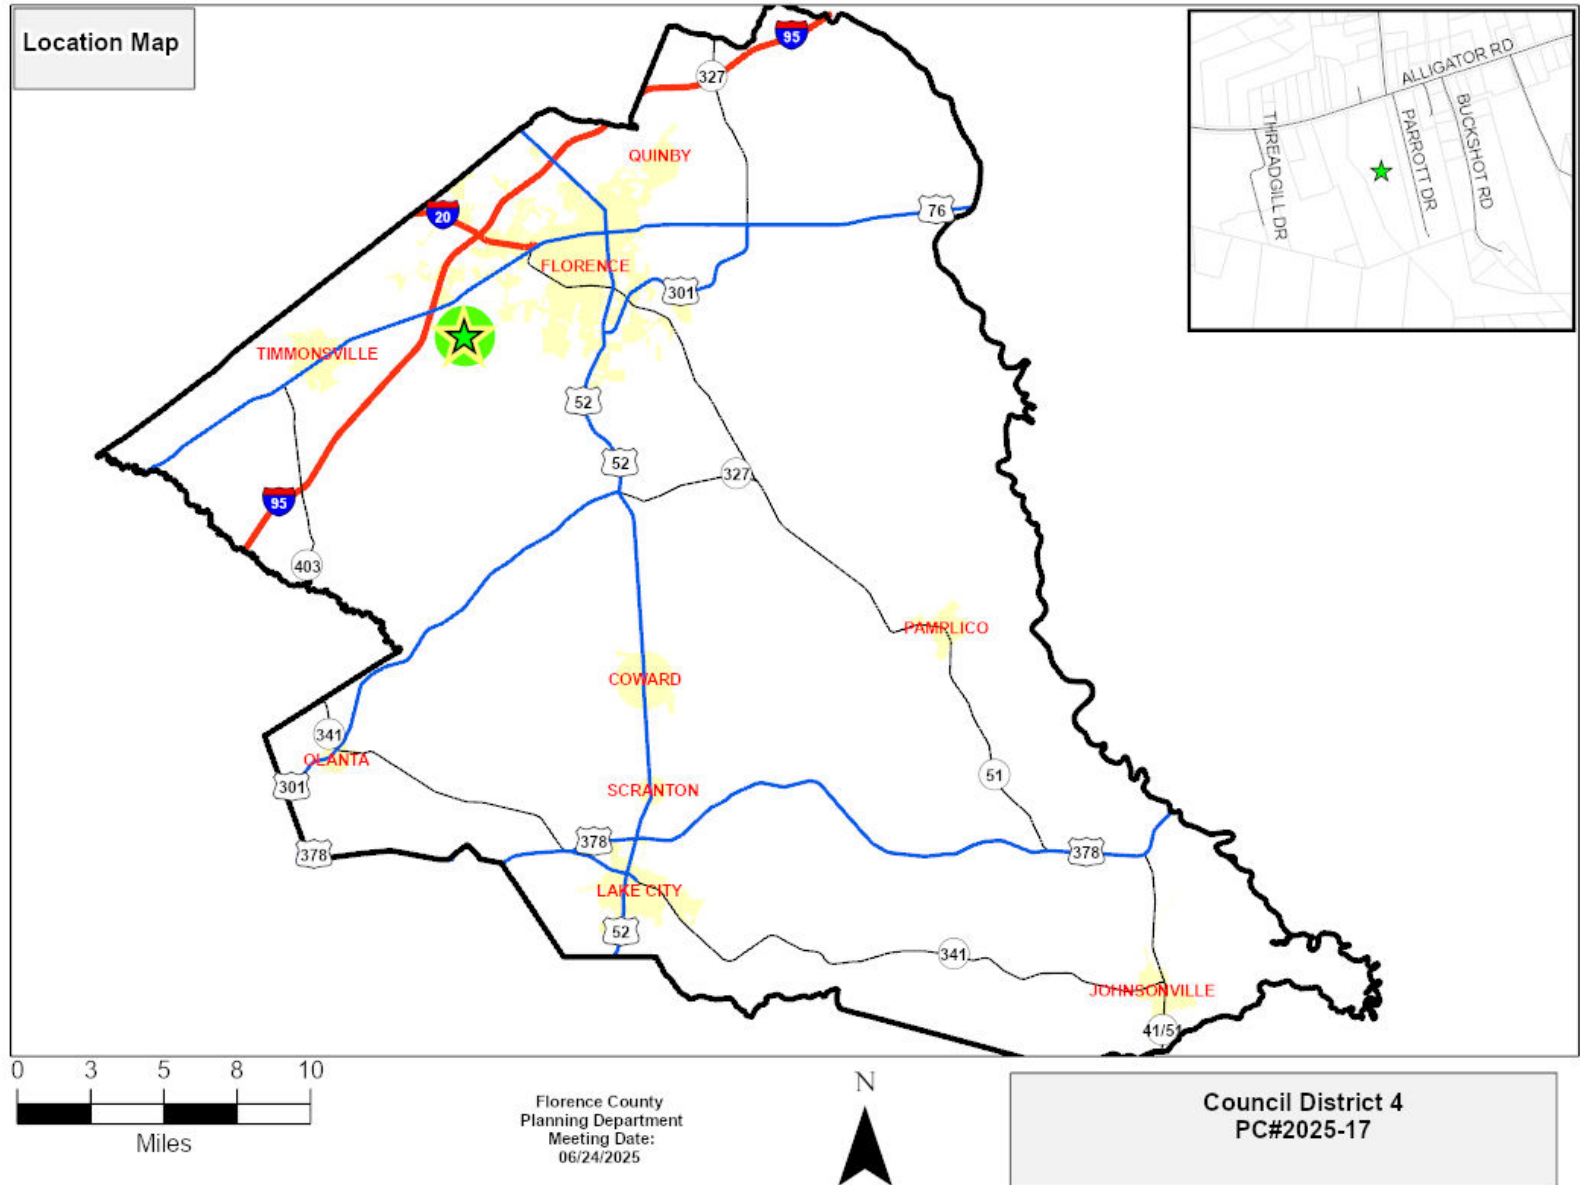 Location Map
95
327
ALLIGATOR RD
THREADGILL DR
PARROTT DR
BUCKSHOT RD
QUINBY
20
76
FLORENCE
301
TIMMONSVILLE
52
52
327
95
403
PAMPLICO
COWARD
341
OLANTA
301
51
SCRANTON
378
378
378
LAKE CITY
52
341
JOHNSONVILLE
41/51
0 3 5 8 10
Miles
Florence County
Planning Department
Meeting Date:
06/24/2025
N
Council District 4
PC#2025-17